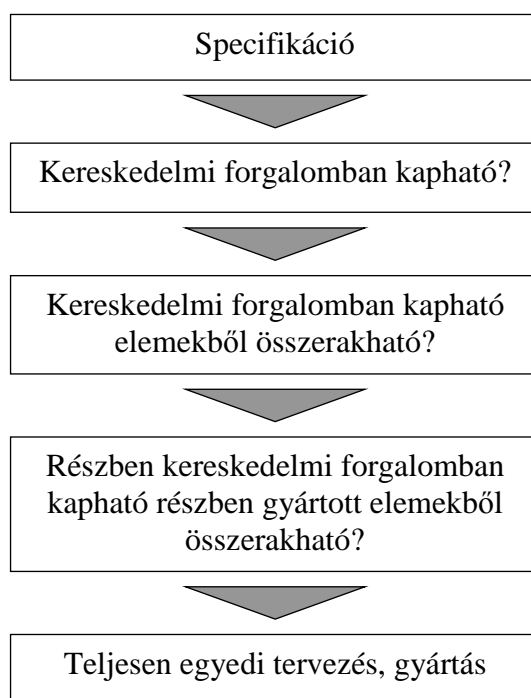 Specifikáció
Kereskedelmi forgalomban kapható?
Kereskedelmi forgalomban kapható
elemekből összerakható?
Részben kereskedelmi forgalomban
kapható részben gyártott elemekből
összerakható?
Teljesen egyedi tervezés, gyártás